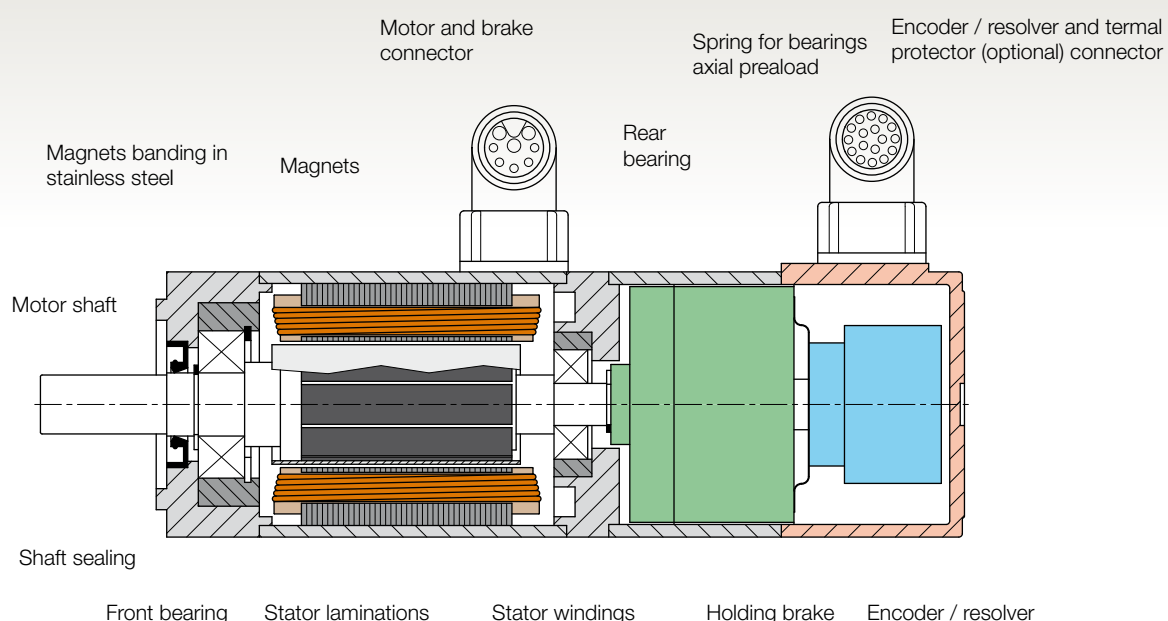 Motor and brake
connector
Spring for bearings
axial preaload
Encoder / resolver and termal
protector (optional) connector
Magnets banding in
stainless steel
Magnets
Rear
bearing
Motor shaft
Shaft sealing
Front bearing
Stator laminations
Stator windings
Holding brake
Encoder / resolver